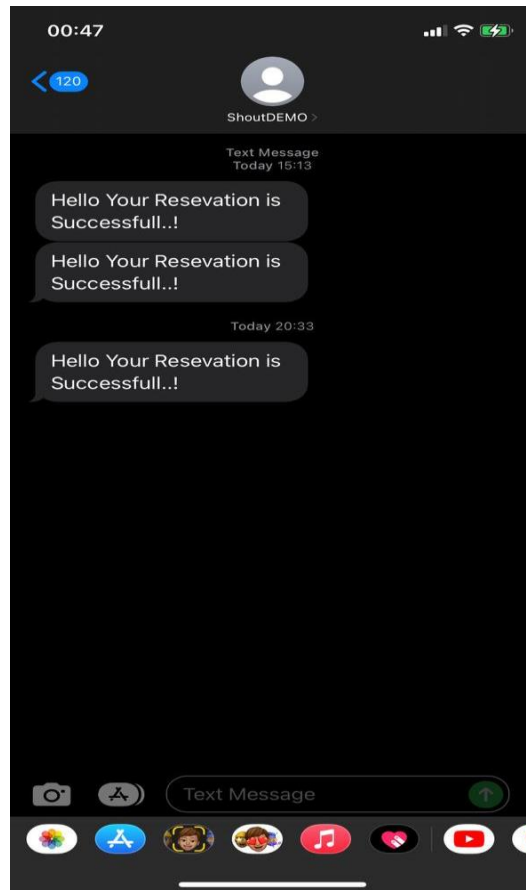 00:47
120
ShoutDEMO >
Text Message
Today 15:13
Hello Your Resevation is
Successfull..!
Hello Your Resevation is
Successfull..!
Today 20:33
Hello Your Resevation is
Successfull..!
Text Message